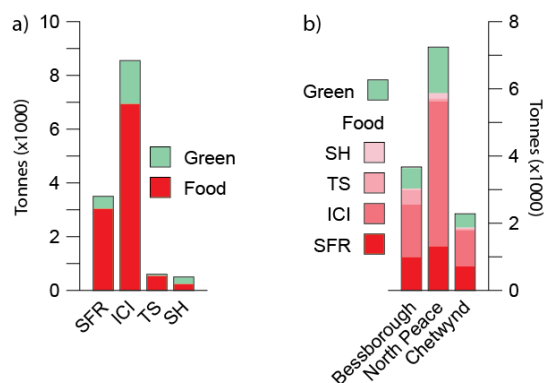 a)
Tonnes (x1000)
10
8
6
4
2
0
Green
Food
SFR
ICI
TS
SH
b)
Green
Food
SH
TS
ICI
SFR
8
6
4
2
0
Tonnes (x1000)
Bessborough
North Peace
Chetwynd